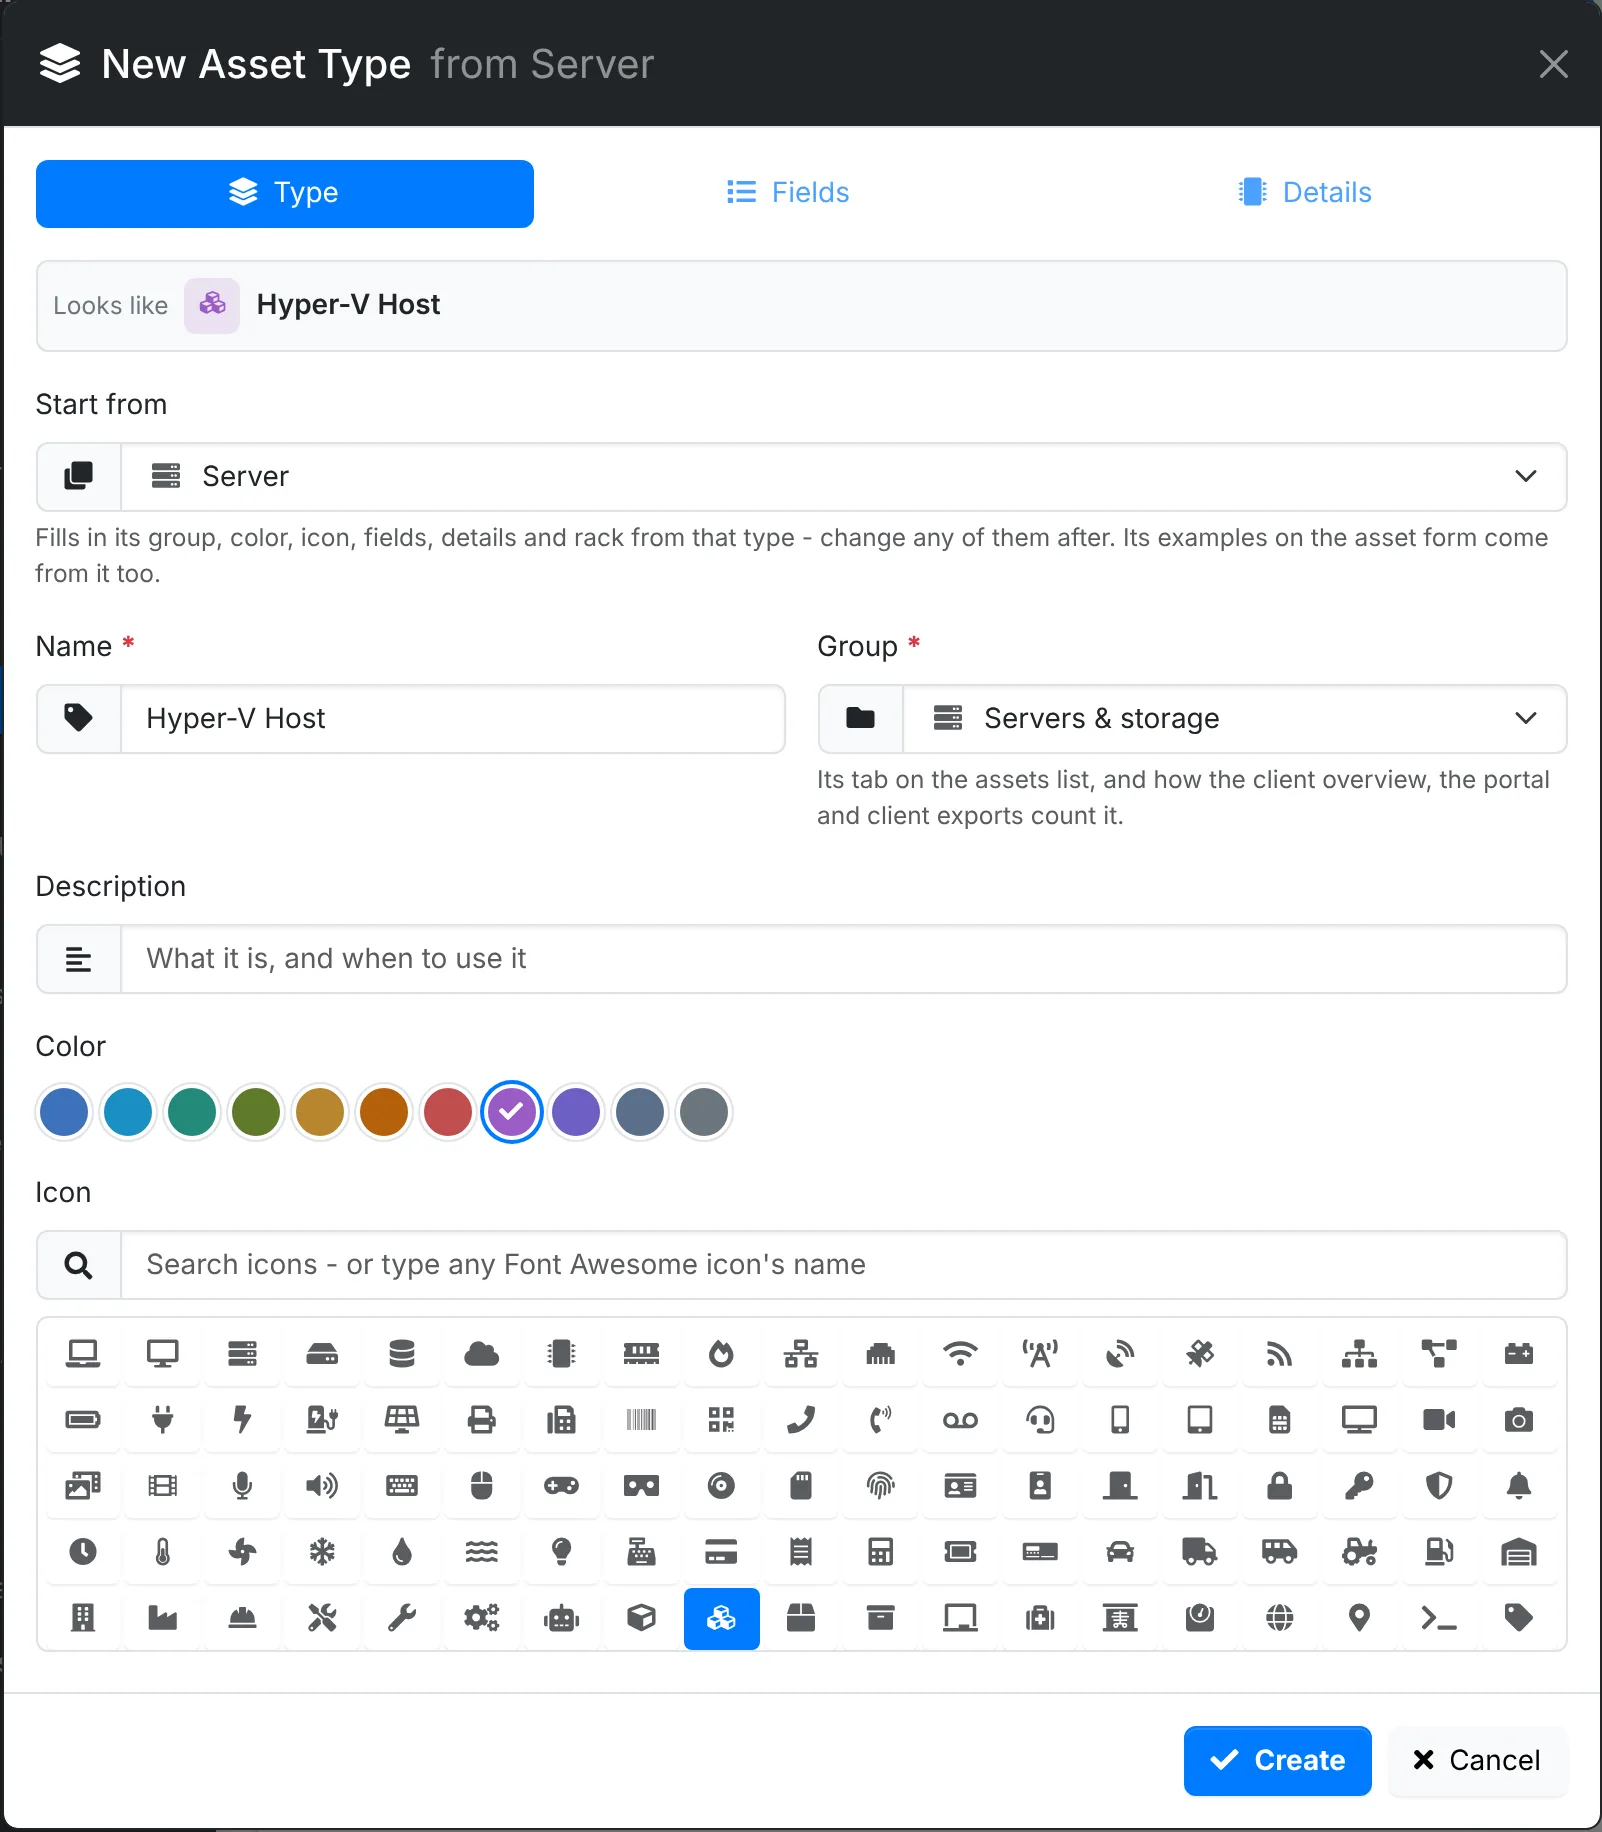 New Asset Type from Server
Type
Fields
Details
Looks like Hyper-V Host
Start from
Server
Fills in its group, color, icon, fields, details and rack from that type - change any of them after. Its examples on the asset form come
from it too.
Name *
Group *
Hyper-V Host
Servers & storage
Its tab on the assets list, and how the client overview, the portal
and client exports count it.
Description
What it is, and when to use it
Color
Icon
Search icons - or type any Font Awesome icon's name
Create
Cancel